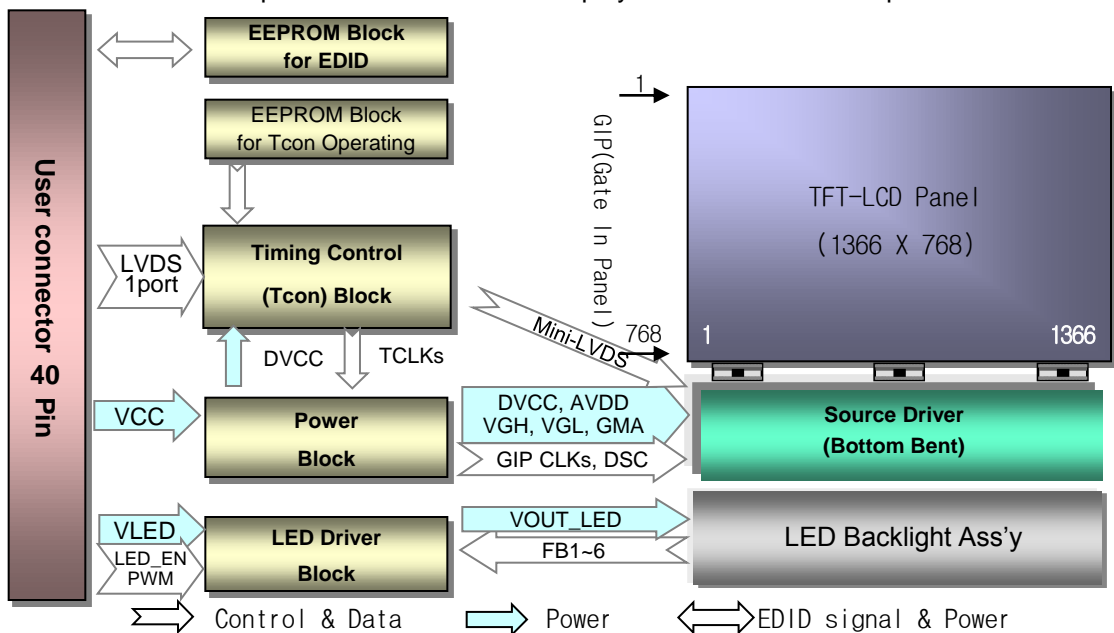 EEPROM Block
for EDID
EEPROM Block
for Tcon Operating
User connector 40 Pin
LVDS
1port
Timing Control
(Tcon) Block
DVCC
TCLKs
VCC
Power
Block
VLED
LED_EN
PWM
LED Driver
Block
Mini-LVDS
DVCC, AVDD
VGH, VGL, GMA
GIP CLKs, DSC
VOUT_LED
FB1~6
1
GIP(Gate In Panel)
768
TFT-LCD Panel
(1366 X 768)
1
1366
Source Driver
(Bottom Bent)
LED Backlight Ass'y
Control & Data
Power
EDID signal & Power